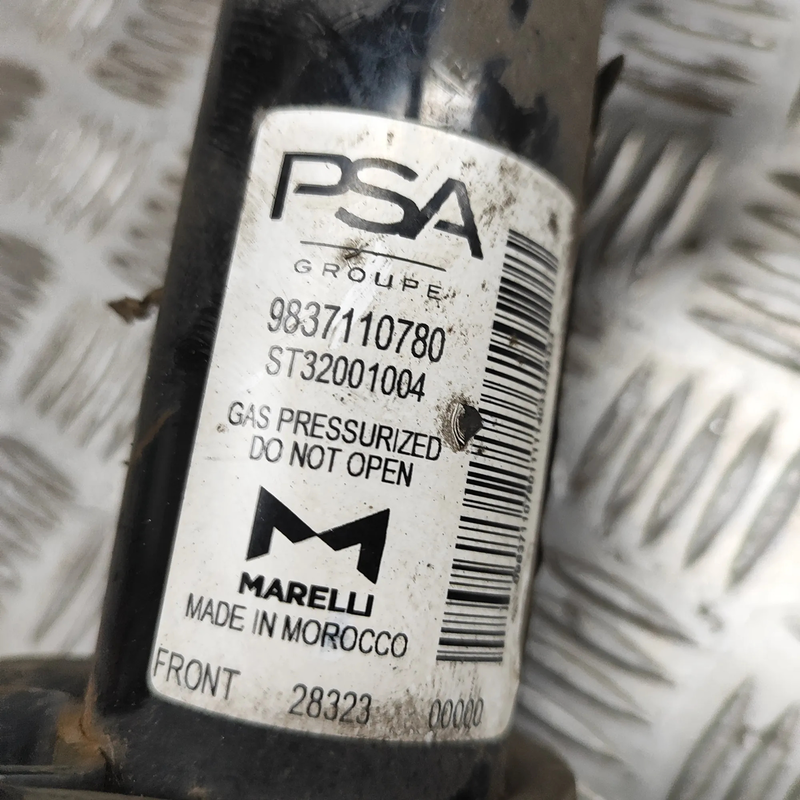 PSA
GROUPE
9837110780
ST32001004
GAS PRESSURIZED
DO NOT OPEN
MARELLI
MADE IN MOROCCO
FRONT 28323 00000